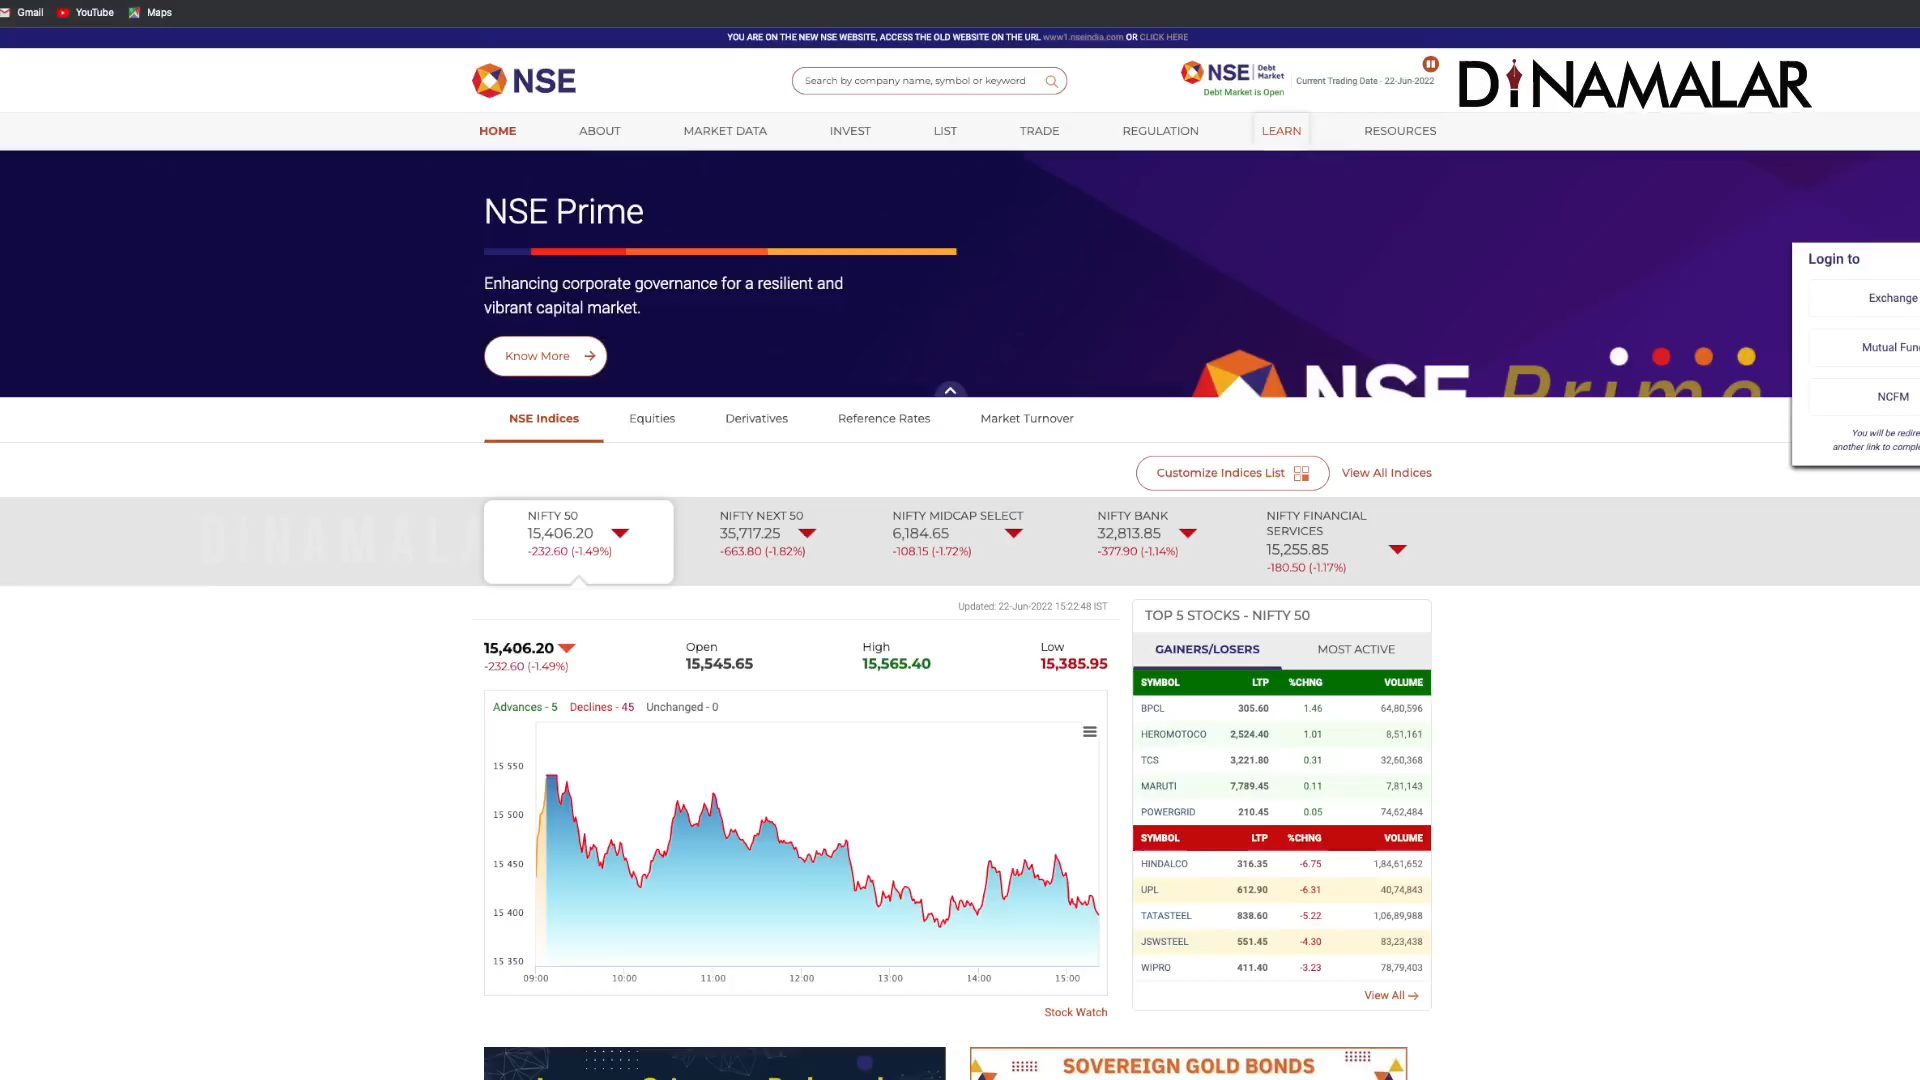 Gmail YouTube Maps
YOU ARE ON THE NEW NSE WEBSITE, ACCESS THE OLD WEBSITE ON THE URL www1.nseindia.com OR CLICK HERE
NSE
Search by company name, symbol or keyword
NSE Debt Market
Debt Market is Open
Current Trading Date - 22-Jun-2022
DINAMALAR
HOME ABOUT MARKET DATA INVEST LIST TRADE REGULATION LEARN RESOURCES
NSE Prime
Enhancing corporate governance for a resilient and
vibrant capital market.
Know More
NSE Prime
Login to
Exchange
Mutual Fun
NCFM
You will be redire
another link to comple
NSE Indices Equities Derivatives Reference Rates Market Turnover
Customize Indices List View All Indices
DINAMALA
NIFTY 50
15,406.20
-232.60 (-1.49%)
NIFTY NEXT 50
35,717.25
-663.80 (-1.82%)
NIFTY MIDCAP SELECT
6,184.65
-108.15 (-1.72%)
NIFTY BANK
32,813.85
-377.90 (-1.14%)
NIFTY FINANCIAL
SERVICES
15,255.85
-180.50 (-1.17%)
Updated: 22-Jun-2022 15:22:48 IST
15,406.20
-232.60 (-1.49%)
Open
15,545.65
High
15,565.40
Low
15,385.95
Advances - 5 Declines - 45 Unchanged - 0
15 550
15 500
15 450
15 400
15 350
09:00 10:00 11:00 12:00 13:00 14:00 15:00
Stock Watch
TOP 5 STOCKS - NIFTY 50
GAINERS/LOSERS MOST ACTIVE
SYMBOL LTP %CHNG VOLUME
BPCL 305.60 1.46 64,80,596
HEROMOTOCO 2,524.40 1.01 8,51,161
TCS 3,221.80 0.31 32,60,368
MARUTI 7,789.45 0.11 7,81,143
POWERGRID 210.45 0.05 74,62,484
SYMBOL LTP %CHNG VOLUME
HINDALCO 316.35 -6.75 1,84,61,652
UPL 612.90 -6.31 40,74,843
TATASTEEL 838.60 -5.22 1,06,89,988
JSWSTEEL 551.45 -4.30 83,23,438
WIPRO 411.40 -3.23 78,79,403
View All
SOVEREIGN GOLD BONDS